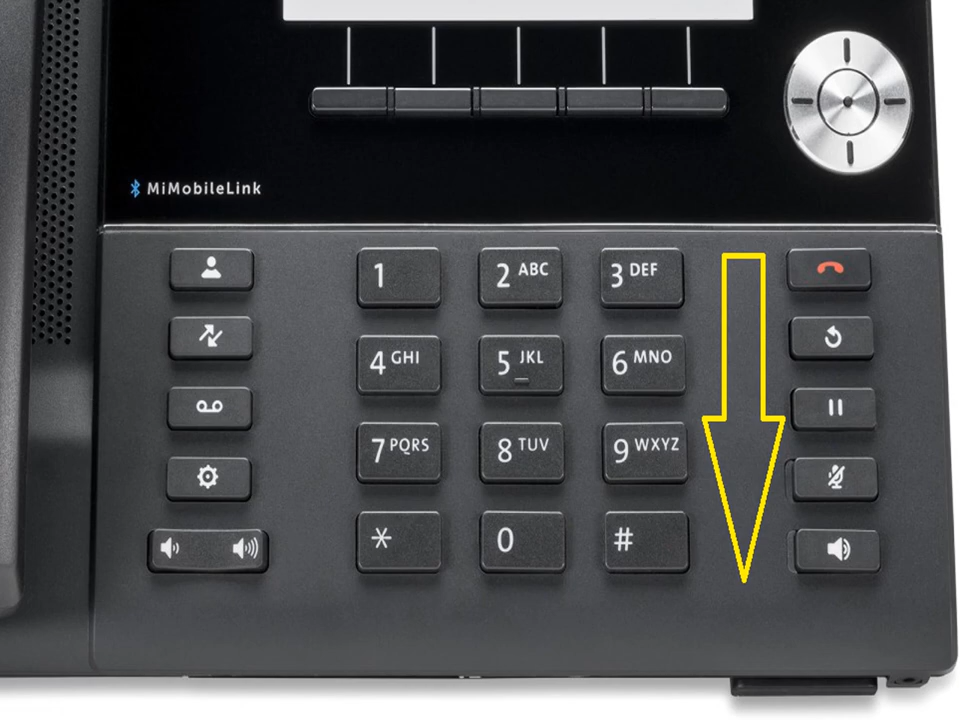 MiMobileLink
1 2 ABC 3 DEF
4 GHI 5 JKL 6 MNO
7 PQRS 8 TUV 9 WXYZ
* 0 #